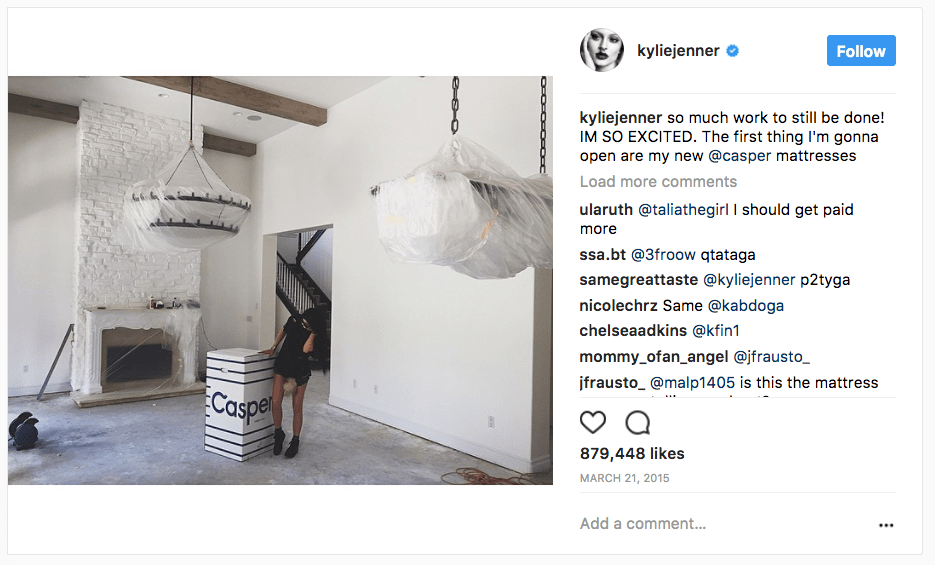 kyliejenner
Follow
kyliejenner so much work to still be done!
IM SO EXCITED. The first thing I'm gonna
open are my new @casper mattresses
Load more comments
ularuth @taliathegirl I should get paid
more
ssa.bt @3froow qtataga
samegreattaste @kyliejenner p2tyga
nicolechrz Same @kabdoga
chelseaadkins @kfin1
mommy_ofan_angel @jfrausto_
jfrausto_ @malp1405 is this the mattress
879,448 likes
MARCH 21, 2015
Add a comment...
Casper